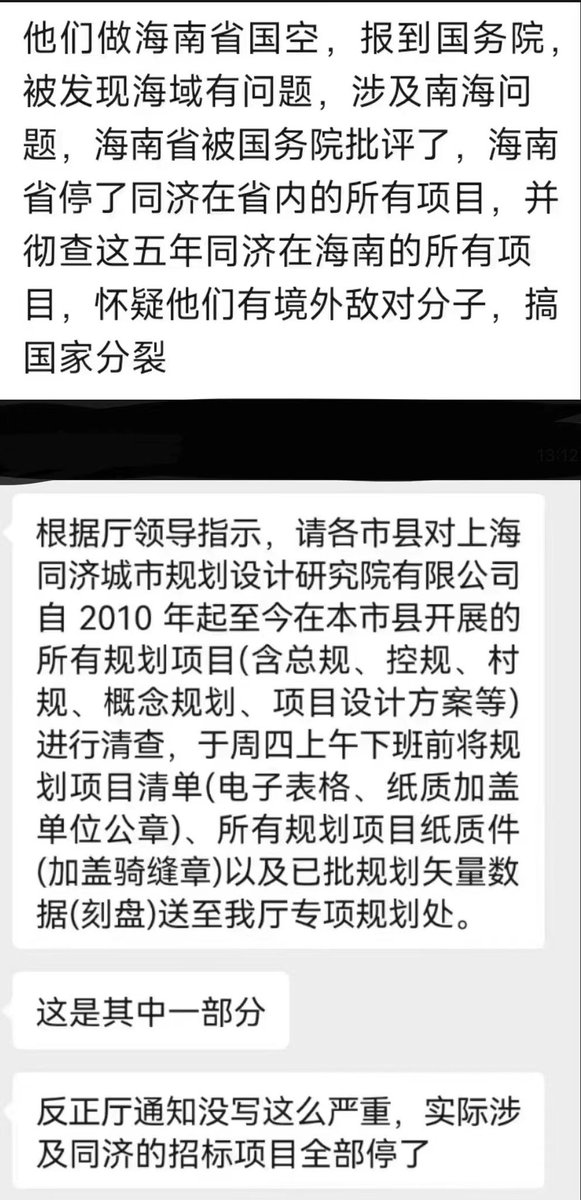 他们做海南省国空，报到国务院，
被发现海域有问题，涉及南海问
题，海南省被国务院批评了，海南
省停了同济在省内的所有项目，并
彻查这五年同济在海南的所有项
目，怀疑他们有境外敌对分子，搞
国家分裂
13:12
根据厅领导指示，请各市县对上海
同济城市规划设计研究院有限公司
自 2010 年起至今在本市县开展的
所有规划项目(含总规、控规、村
规、概念规划、项目设计方案等)
进行清查，于周四上午下班前将规
划项目清单(电子表格、纸质加盖
单位公章)、所有规划项目纸质件
(加盖骑缝章)以及已批规划矢量数
据(刻盘)送至我厅专项规划处。
这是其中一部分
反正厅通知没写这么严重，实际涉
及同济的招标项目全部停了